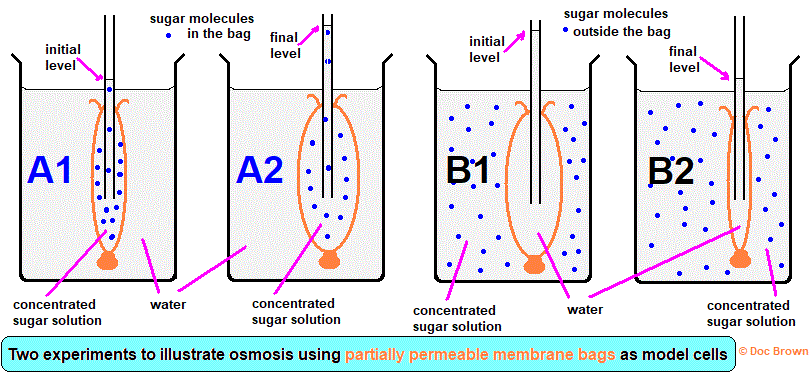 sugar molecules
in the bag
initial
level
final
level
A1
A2
concentrated
sugar solution
water
concentrated
sugar solution
sugar molecules
outside the bag
initial
level
final
level
B1
B2
concentrated
sugar solution
water
concentrated
sugar solution
Two experiments to illustrate osmosis using partially permeable membrane bags as model cells
© Doc Brown